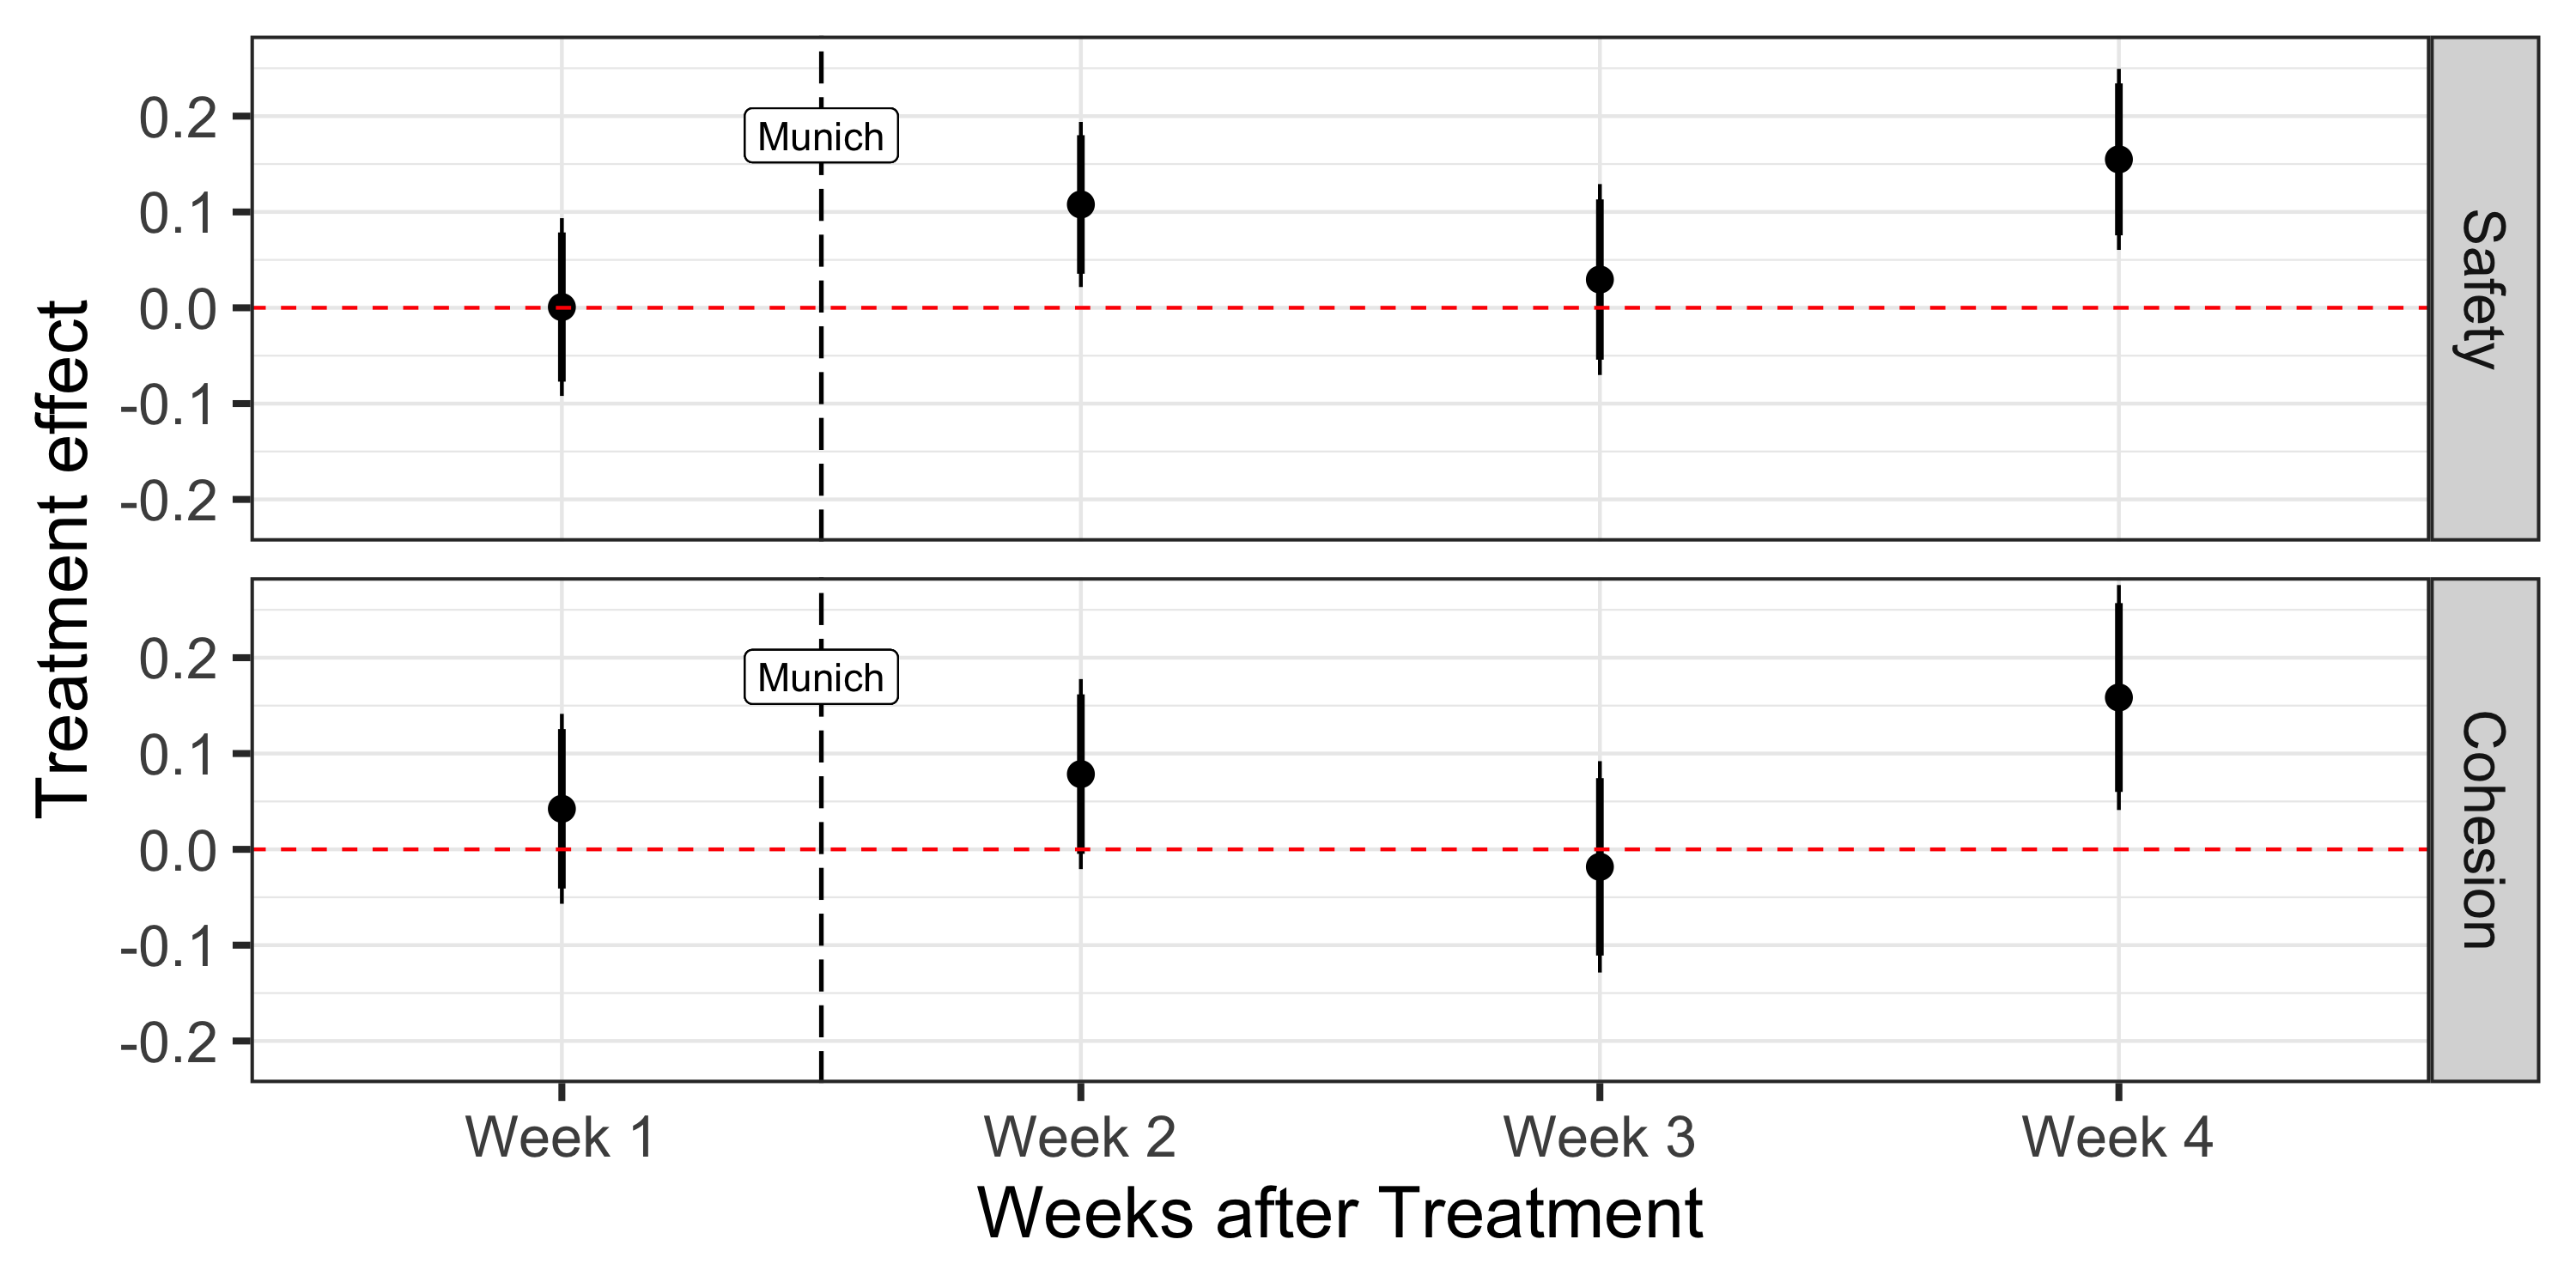 Treatment effect
0.2
0.1
0.0
-0.1
-0.2
Munich
Safety
0.2
0.1
0.0
-0.1
-0.2
Munich
Cohesion
Week 1
Week 2
Week 3
Week 4
Weeks after Treatment